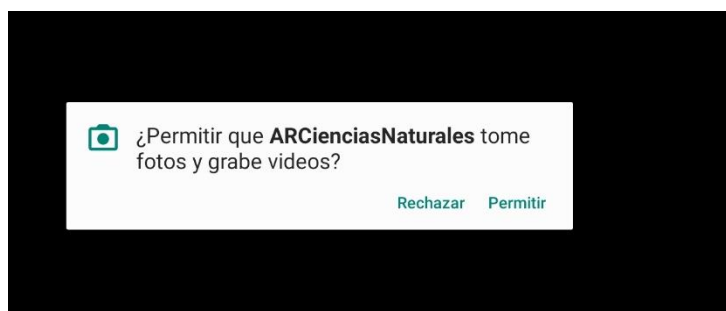 ¿Permitir que ARCienciasNaturales tome
fotos y grabe videos?
Rechazar Permitir